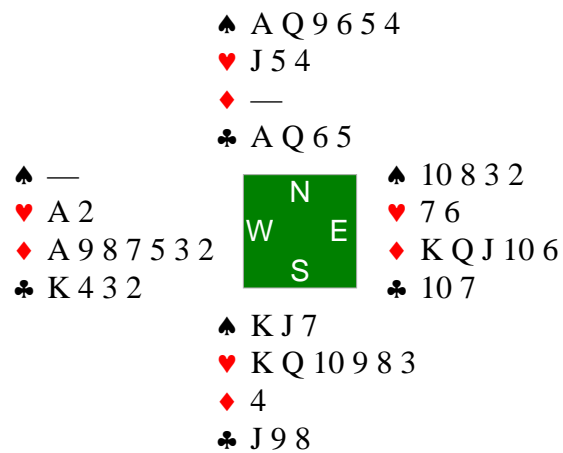 ♠ A Q 9 6 5 4
♥ J 5 4
♦ —
♣ A Q 6 5
♠ —
♥ A 2
♦ A 9 8 7 5 3 2
♣ K 4 3 2
N
W E
S
♠ 10 8 3 2
♥ 7 6
♦ K Q J 10 6
♣ 10 7
♠ K J 7
♥ K Q 10 9 8 3
♦ 4
♣ J 9 8